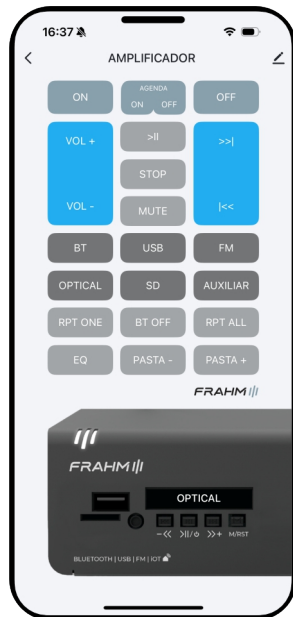 16:37
AMPLIFICADOR
ON AGENDA ON OFF OFF
VOL + >II >>|
STOP
VOL - MUTE |<<
BT USB FM
OPTICAL SD AUXILIAR
RPT ONE BT OFF RPT ALL
EQ PASTA - PASTA +
FRAHM
FRAHM
OPTICAL
-<< >II/⏻ >>+ M/RST
BLUETOOTH | USB | FM | IOT